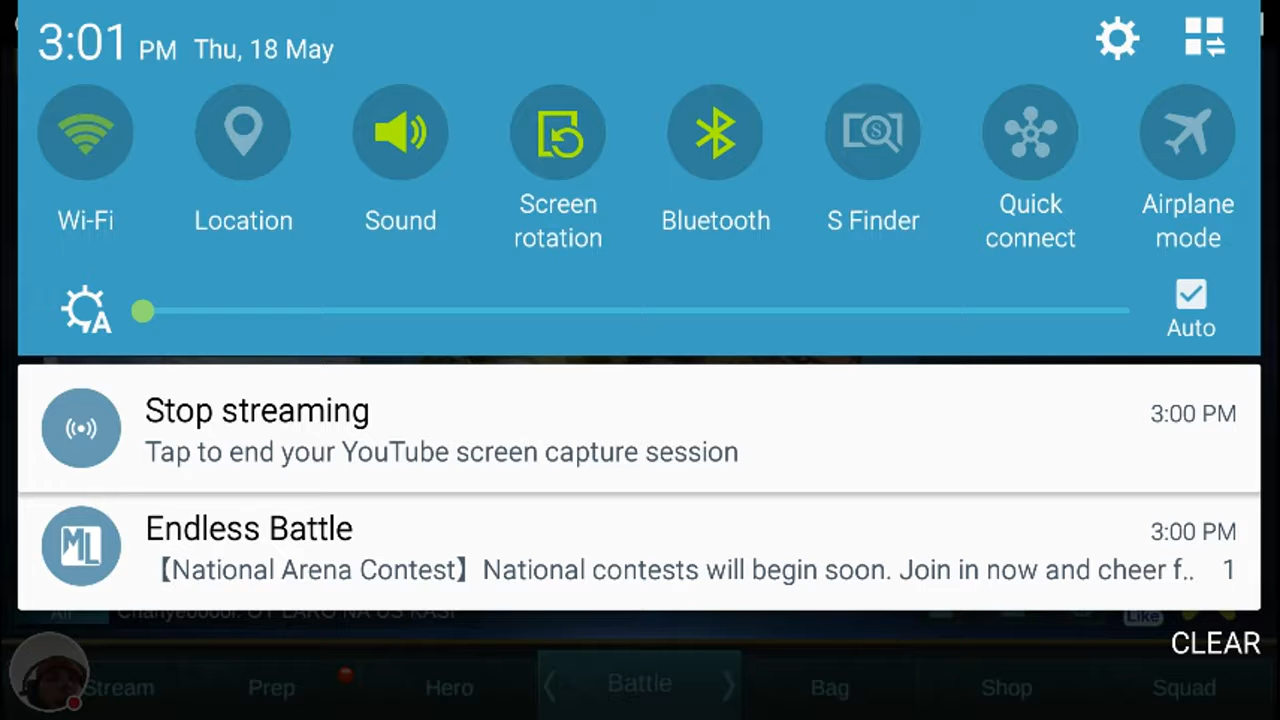 3:01 PM Thu, 18 May
Wi-Fi
Location
Sound
Screen
rotation
Bluetooth
S Finder
Quick
connect
Airplane
mode
A
Auto
Stop streaming 3:00 PM
Tap to end your YouTube screen capture session
ML
Endless Battle 3:00 PM
【National Arena Contest】 National contests will begin soon. Join in now and cheer f.. 1
All
Like
CLEAR
Stream Prep Hero Battle Bag Shop Squad